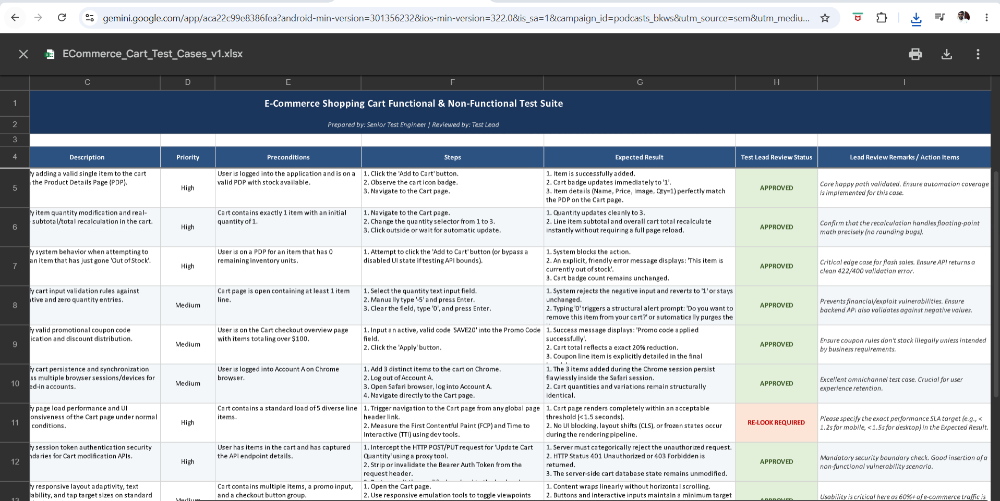 gemini.google.com/app/aca22c99e8386fea?android-min-version=301356232&ios-min-version=322.0&is_sa=1&campaign_id=podcasts_bkws&utm_source=sem&utm_mediu...
ECommerce_Cart_Test_Cases_v1.xlsx
C D E F G H I
1 E-Commerce Shopping Cart Functional & Non-Functional Test Suite
2 Prepared by: Senior Test Engineer | Reviewed by: Test Lead
3
4 Description Priority Preconditions Steps Expected Result Test Lead Review Status Lead Review Remarks / Action Items
5
fy adding a valid single item to the cart
the Product Details Page (PDP).
High
User is logged into the application and is on a
valid PDP with stock available.
1. Click the 'Add to Cart' button.
2. Observe the cart icon badge.
3. Navigate to the Cart page.
1. Item is successfully added.
2. Cart badge updates immediately to '1'.
3. Item details (Name, Price, Image, Qty=1) perfectly match
the PDP on the Cart page.
APPROVED
Core happy path validated. Ensure automation coverage
is implemented for this case.
6
fy item quantity modification and real-
subtotal/total recalculation in the cart.
High
Cart contains exactly 1 item with an initial
quantity of 1.
1. Navigate to the Cart page.
2. Change the quantity selector from 1 to 3.
3. Click outside or wait for automatic update.
1. Quantity updates cleanly to 3.
2. Line item subtotal and overall cart total recalculate
instantly without requiring a full page reload.
APPROVED
Confirm that the recalculation handles floating-point
math precisely (no rounding bugs).
7
fy system behavior when attempting to
an item that has just gone 'Out of Stock'.
High
User is on a PDP for an item that has 0
remaining inventory units.
1. Attempt to click the 'Add to Cart' button (or bypass a
disabled UI state if testing API bounds).
1. System blocks the action.
2. An explicit, friendly error message displays: 'This item is
currently out of stock'.
3. Cart badge count remains unchanged.
APPROVED
Critical edge case for flash sales. Ensure API returns a
clean 422/400 validation error.
8
fy cart input validation rules against
tive and zero quantity entries.
Medium
Cart page is open containing at least 1 item
line.
1. Select the quantity text input field.
2. Manually type '-5' and press Enter.
3. Clear the field, type '0', and press Enter.
1. System rejects the negative input and reverts to '1' or stays
unchanged.
2. Typing '0' triggers a structural alert prompt: 'Do you want to
remove this item from your cart?' or automatically purges the
APPROVED
Prevents financial/exploit vulnerabilities. Ensure
backend API also validates against negative values.
9
fy valid promotional coupon code
ication and discount distribution.
Medium
User is on the Cart checkout overview page
with items totaling over $100.
1. Input an active, valid code 'SAVE20' into the Promo Code
field.
2. Click the 'Apply' button.
1. Success message displays: 'Promo code applied
successfully'.
2. Cart total reflects a exact 20% reduction.
3. Coupon line item is explicitly detailed in the final
APPROVED
Ensure coupon rules don't stack illegally unless intended
by business requirements.
10
fy cart persistence and synchronization
ss multiple browser sessions/devices for
ed-in accounts.
Medium
User is logged into Account A on Chrome
browser.
1. Add 3 distinct items to the cart on Chrome.
2. Log out of Account A.
3. Open Safari browser, log into Account A.
4. Navigate directly to the Cart page.
1. The 3 items added during the Chrome session persist
flawlessly inside the Safari session.
2. Cart quantities and variations remain structurally
identical.
APPROVED
Excellent omnichannel test case. Crucial for user
experience retention.
11
fy page load performance and UI
onsiveness of the Cart page under normal
conditions.
High
Cart contains a standard load of 5 diverse line
items.
1. Trigger navigation to the Cart page from any global page
header link.
2. Measure the First Contentful Paint (FCP) and Time to
Interactive (TTI) using dev tools.
1. Cart page renders completely within an acceptable
threshold (< 1.5 seconds).
2. No UI blocking, layout shifts (CLS), or frozen states occur
during the rendering pipeline.
RE-LOOK REQUIRED
Please specify the exact performance SLA target (e.g., <
1.2s for mobile, < 1.5s for desktop) in the Expected Result.
12
fy session token authentication security
ndaries for Cart modification APIs.
High
User has items in the cart and has captured
the API endpoint details.
1. Intercept the HTTP POST/PUT request for 'Update Cart
Quantity' using a proxy tool.
2. Strip or invalidate the Bearer Auth Token from the
request header.
1. Server must categorically reject the unauthorized request.
2. HTTP Status 401 Unauthorized or 403 Forbidden is
returned.
3. The server-side cart database state remains unmodified.
APPROVED
Mandatory security boundary check. Good insertion of a
non-functional vulnerability scenario.
13
fy responsive layout adaptivity, text
lability, and tap target sizes on standard
Medium
Cart contains multiple items, a promo input,
and a checkout button group.
1. Open the Cart page.
2. Use responsive emulation tools to toggle viewpoints
1. Content wraps linearly without horizontal scrolling.
2. Buttons and interactive inputs maintain a minimum target
APPROVED
Usability is critical here as 60%+ of e-commerce traffic is